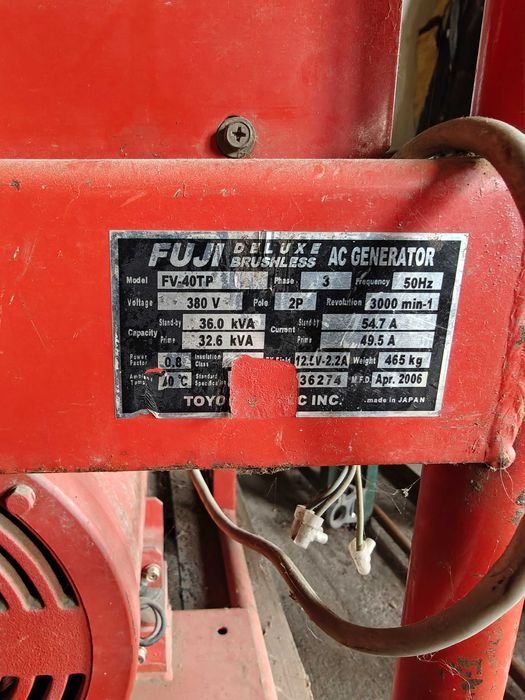 FUJI DELUXE BRUSHLESS AC GENERATOR
Model FV-40TP Phase 3 Frequency 50Hz
Voltage 380 V Pole 2P Revolution 3000 min-1
Capacity Stand-by 36.0 kVA Current Stand-by 54.7 A
Prime 32.6 kVA Prime 49.5 A
Power Factor 0.8 Insulation Class 12.5V-2.2A Weight 465 kg
Ambient 40 °C Standard 36274 M.F.D. Apr. 2006
TOYO IC INC. made in JAPAN